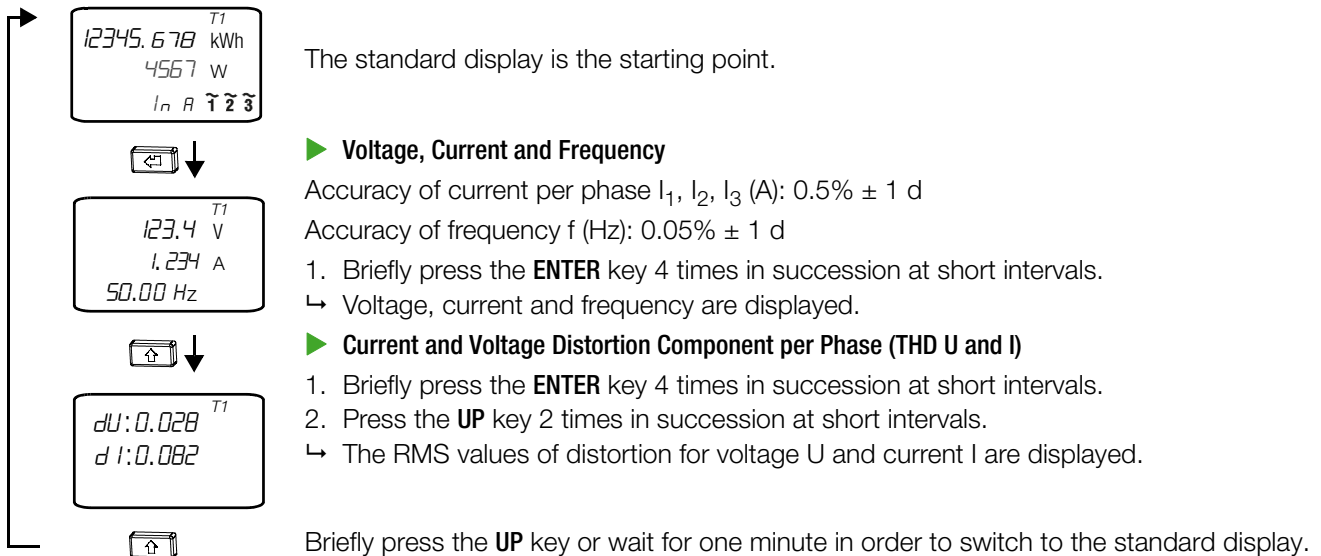 T1
12345.678 kWh
4567 W
In A 1̃ 2̃ 3̃
The standard display is the starting point.
Voltage, Current and Frequency
Accuracy of current per phase I₁, I₂, I₃ (A): 0.5% ± 1 d
Accuracy of frequency f (Hz): 0.05% ± 1 d
1. Briefly press the ENTER key 4 times in succession at short intervals.
↳ Voltage, current and frequency are displayed.
T1
123.4 V
1.234 A
50.00 Hz
Current and Voltage Distortion Component per Phase (THD U and I)
1. Briefly press the ENTER key 4 times in succession at short intervals.
2. Press the UP key 2 times in succession at short intervals.
↳ The RMS values of distortion for voltage U and current I are displayed.
T1
dU:0.028
dI:0.082
Briefly press the UP key or wait for one minute in order to switch to the standard display.